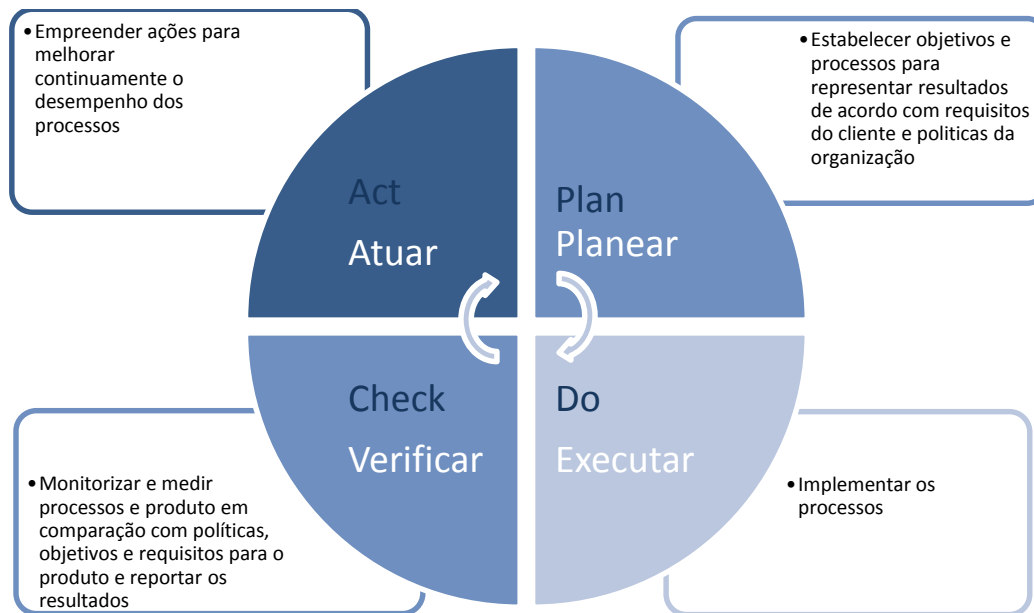 •Empreender ações para
melhorar
continuamente o
desempenho dos
processos
•Estabelecer objetivos e
processos para
representar resultados
de acordo com requisitos
do cliente e politicas da
organização
Act
Atuar
Plan
Planear
Check
Verificar
Do
Executar
•Monitorizar e medir
processos e produto em
comparação com políticas,
objetivos e requisitos para o
produto e reportar os
resultados
•Implementar os
processos